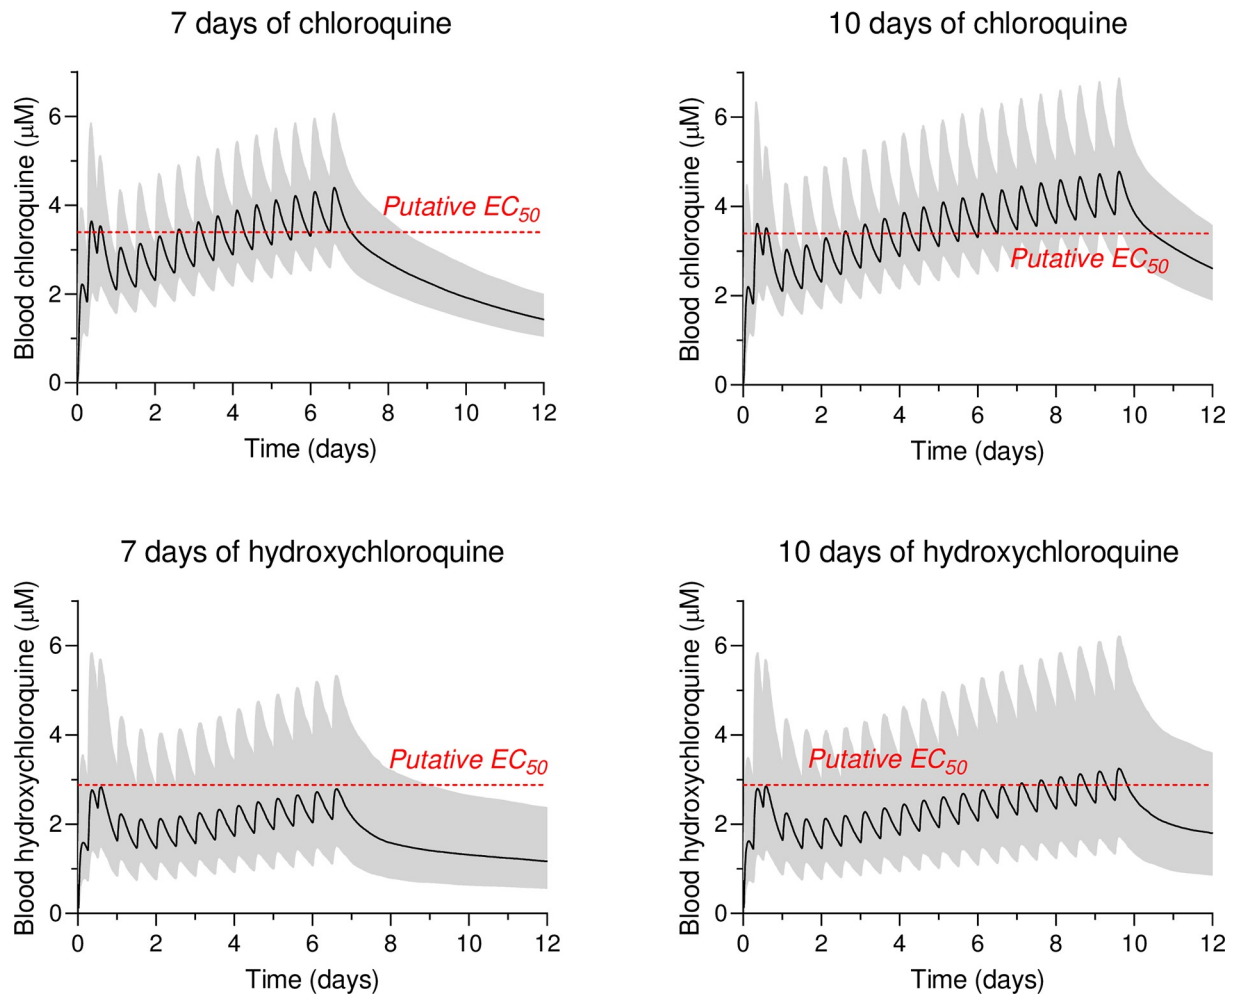 7 days of chloroquine
Blood chloroquine (μM)
6
4
2
0
Putative EC50
0 2 4 6 8 10 12
Time (days)
10 days of chloroquine
Blood chloroquine (μM)
6
4
2
0
Putative EC50
0 2 4 6 8 10 12
Time (days)
7 days of hydroxychloroquine
Blood hydroxychloroquine (μM)
6
4
2
0
Putative EC50
0 2 4 6 8 10 12
Time (days)
10 days of hydroxychloroquine
Blood hydroxychloroquine (μM)
6
4
2
0
Putative EC50
0 2 4 6 8 10 12
Time (days)